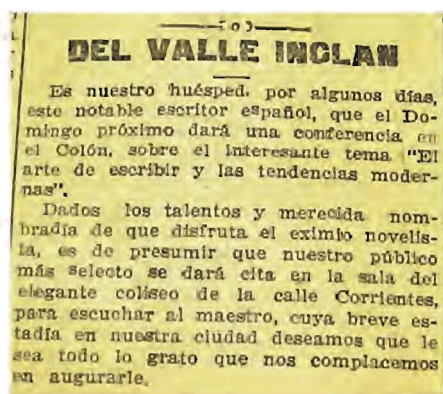 DEL VALLE INCLAN
Es nuestro huésped, por algunos días,
este notable escritor español, que el Do-
mingo próximo dará una conferencia en
el Colón, sobre el interesante tema "El
arte de escribir y las tendencias moder-
nas".
Dados los talentos y merecida nom-
bradía de que disfruta el eximio novelis-
ta, es de presumir que nuestro público
más selecto se dará cita en la sala del
elegante coliseo de la calle Corrientes,
para escuchar al maestro, cuya breve es-
tadía en nuestra ciudad deseamos que le
sea todo lo grato que nos complacemos
en augurarle.